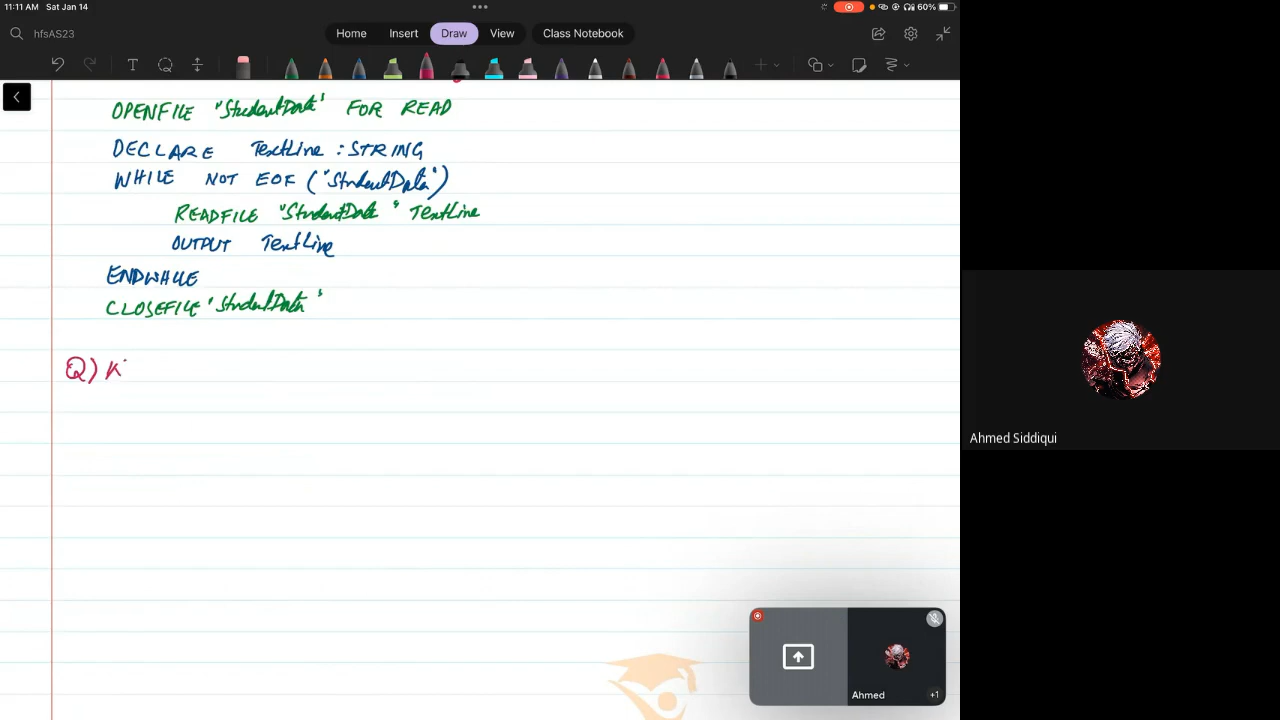 11:11 AM Sat Jan 14
60%
hfsAS23
Home Insert Draw View Class Notebook
OPENFILE "StudentData" FOR READ
DECLARE TextLine : STRING
WHILE NOT EOF ("StudentData")
READFILE "StudentData" TextLine
OUTPUT TextLine
ENDWHILE
CLOSEFILE "StudentData"
Q)
Ahmed Siddiqui
Ahmed +1